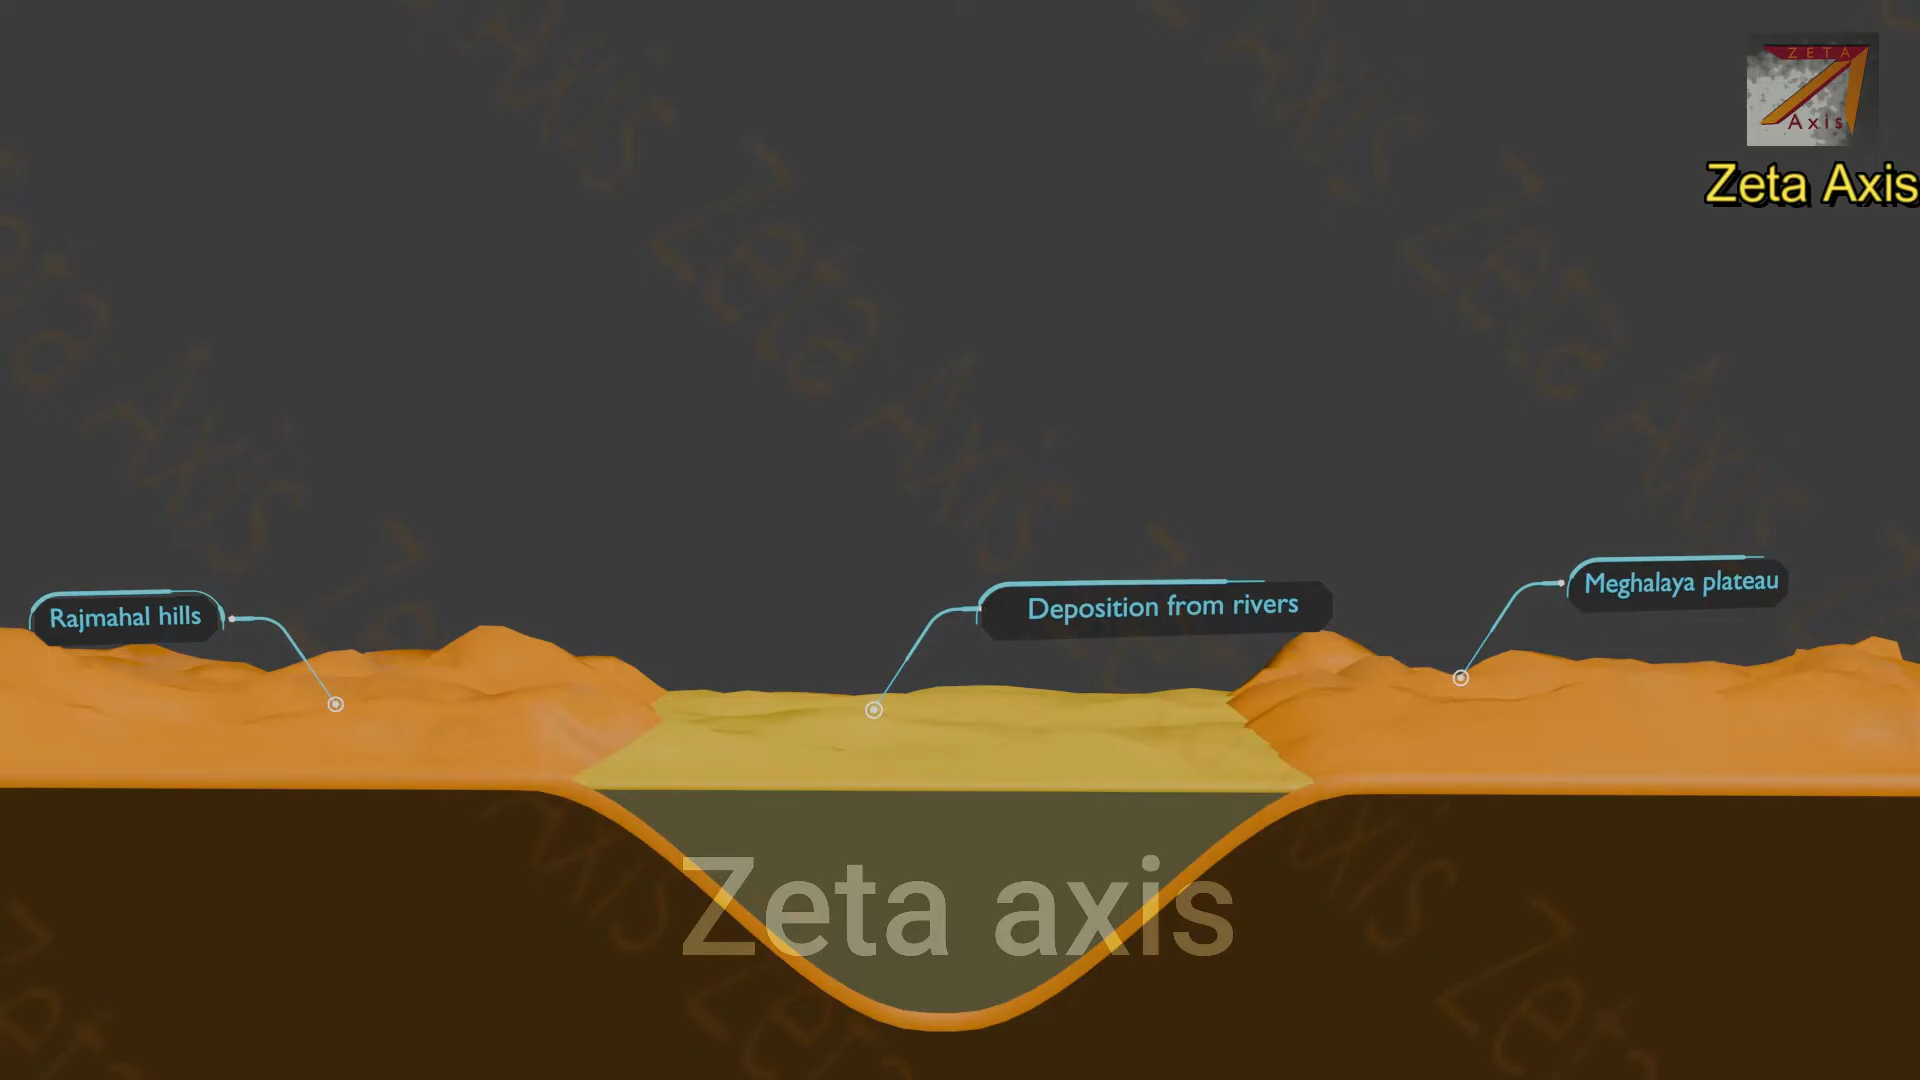 ZETA
Axis
Zeta Axis
Rajmahal hills
Deposition from rivers
Meghalaya plateau
Zeta axis